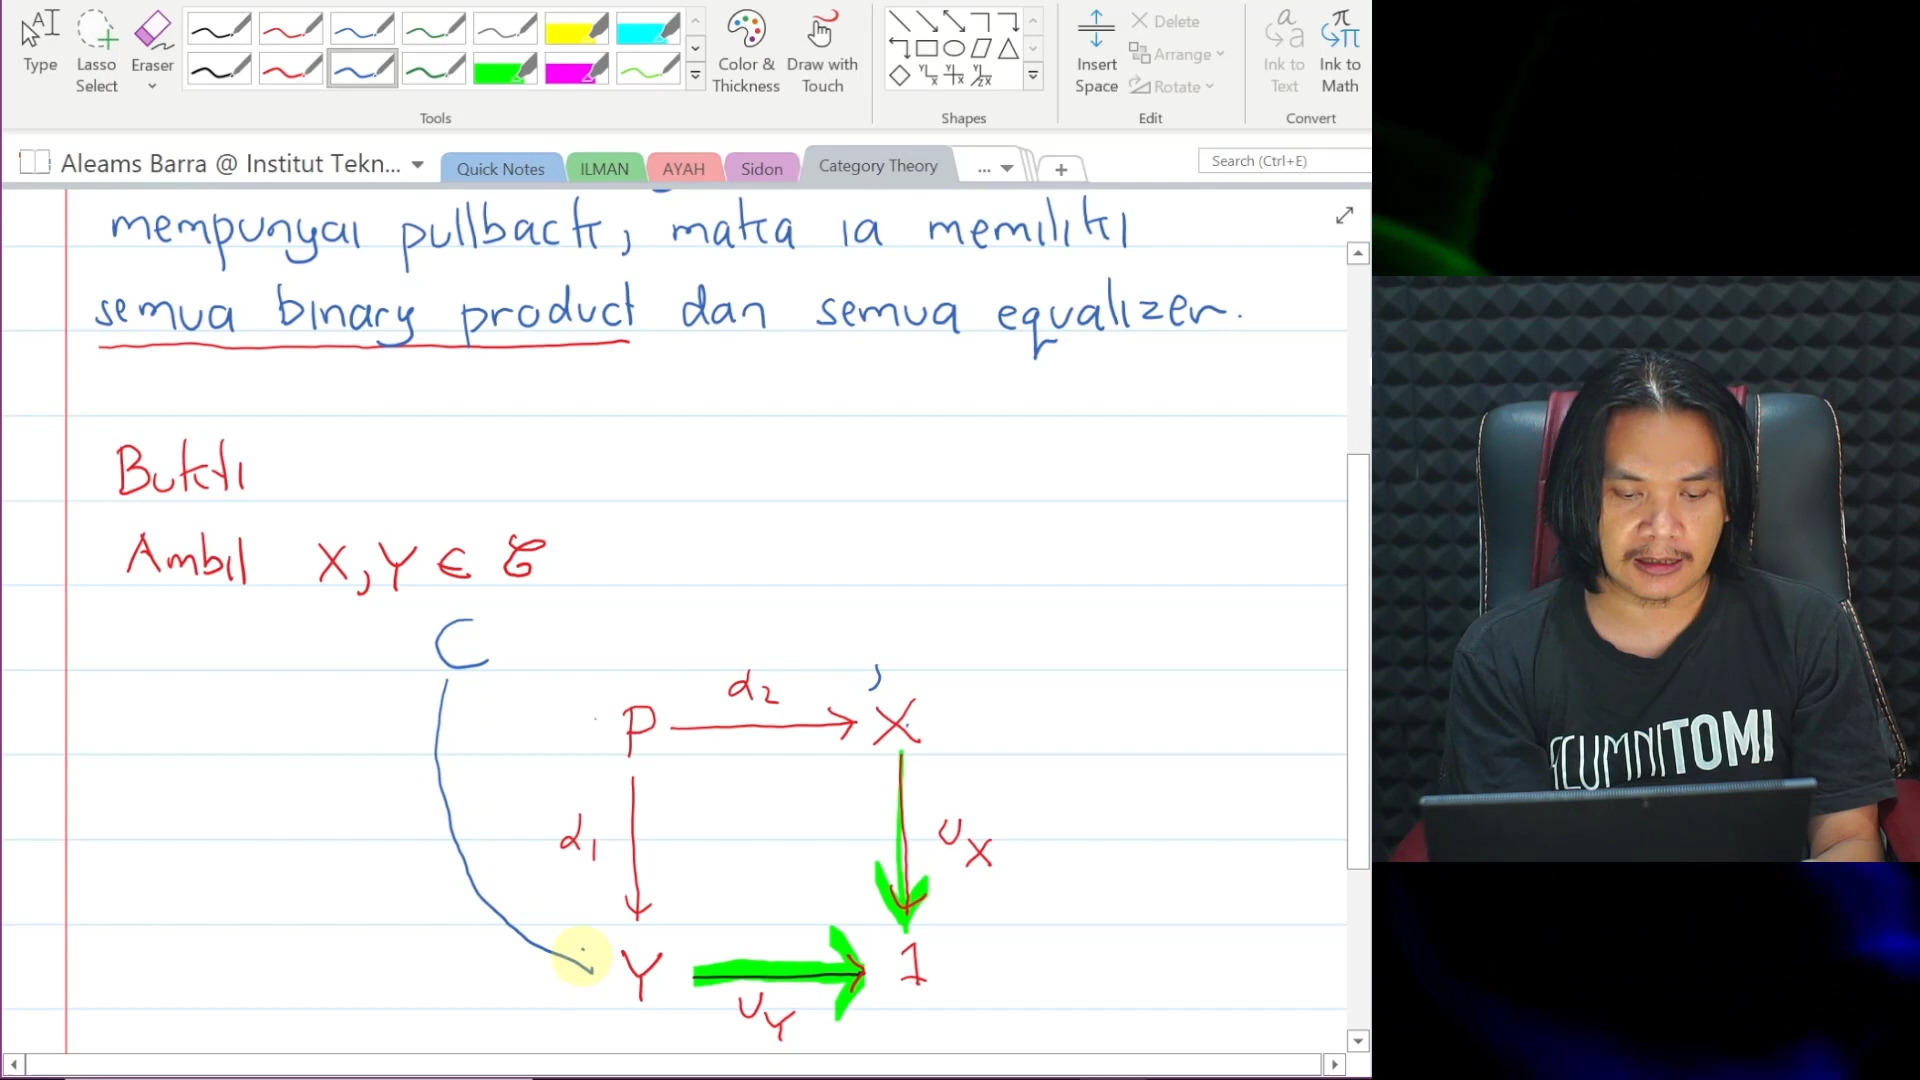 Type
Lasso Select
Eraser
Color & Thickness
Draw with Touch
Insert Space
Delete
Arrange
Rotate
Ink to Text
Ink to Math
Tools
Shapes
Edit
Convert
Aleams Barra @ Institut Tekn...
Quick Notes
ILMAN
AYAH
Sidon
Category Theory
...
Search (Ctrl+E)
mempunyai pullback, maka ia memiliki
semua binary product dan semua equalizer.
Bukti
Ambil X, Y ∈ 𝒞
C
α₂
P
X
α₁
U_X
Y
1
U_Y
ACUMNITOMI